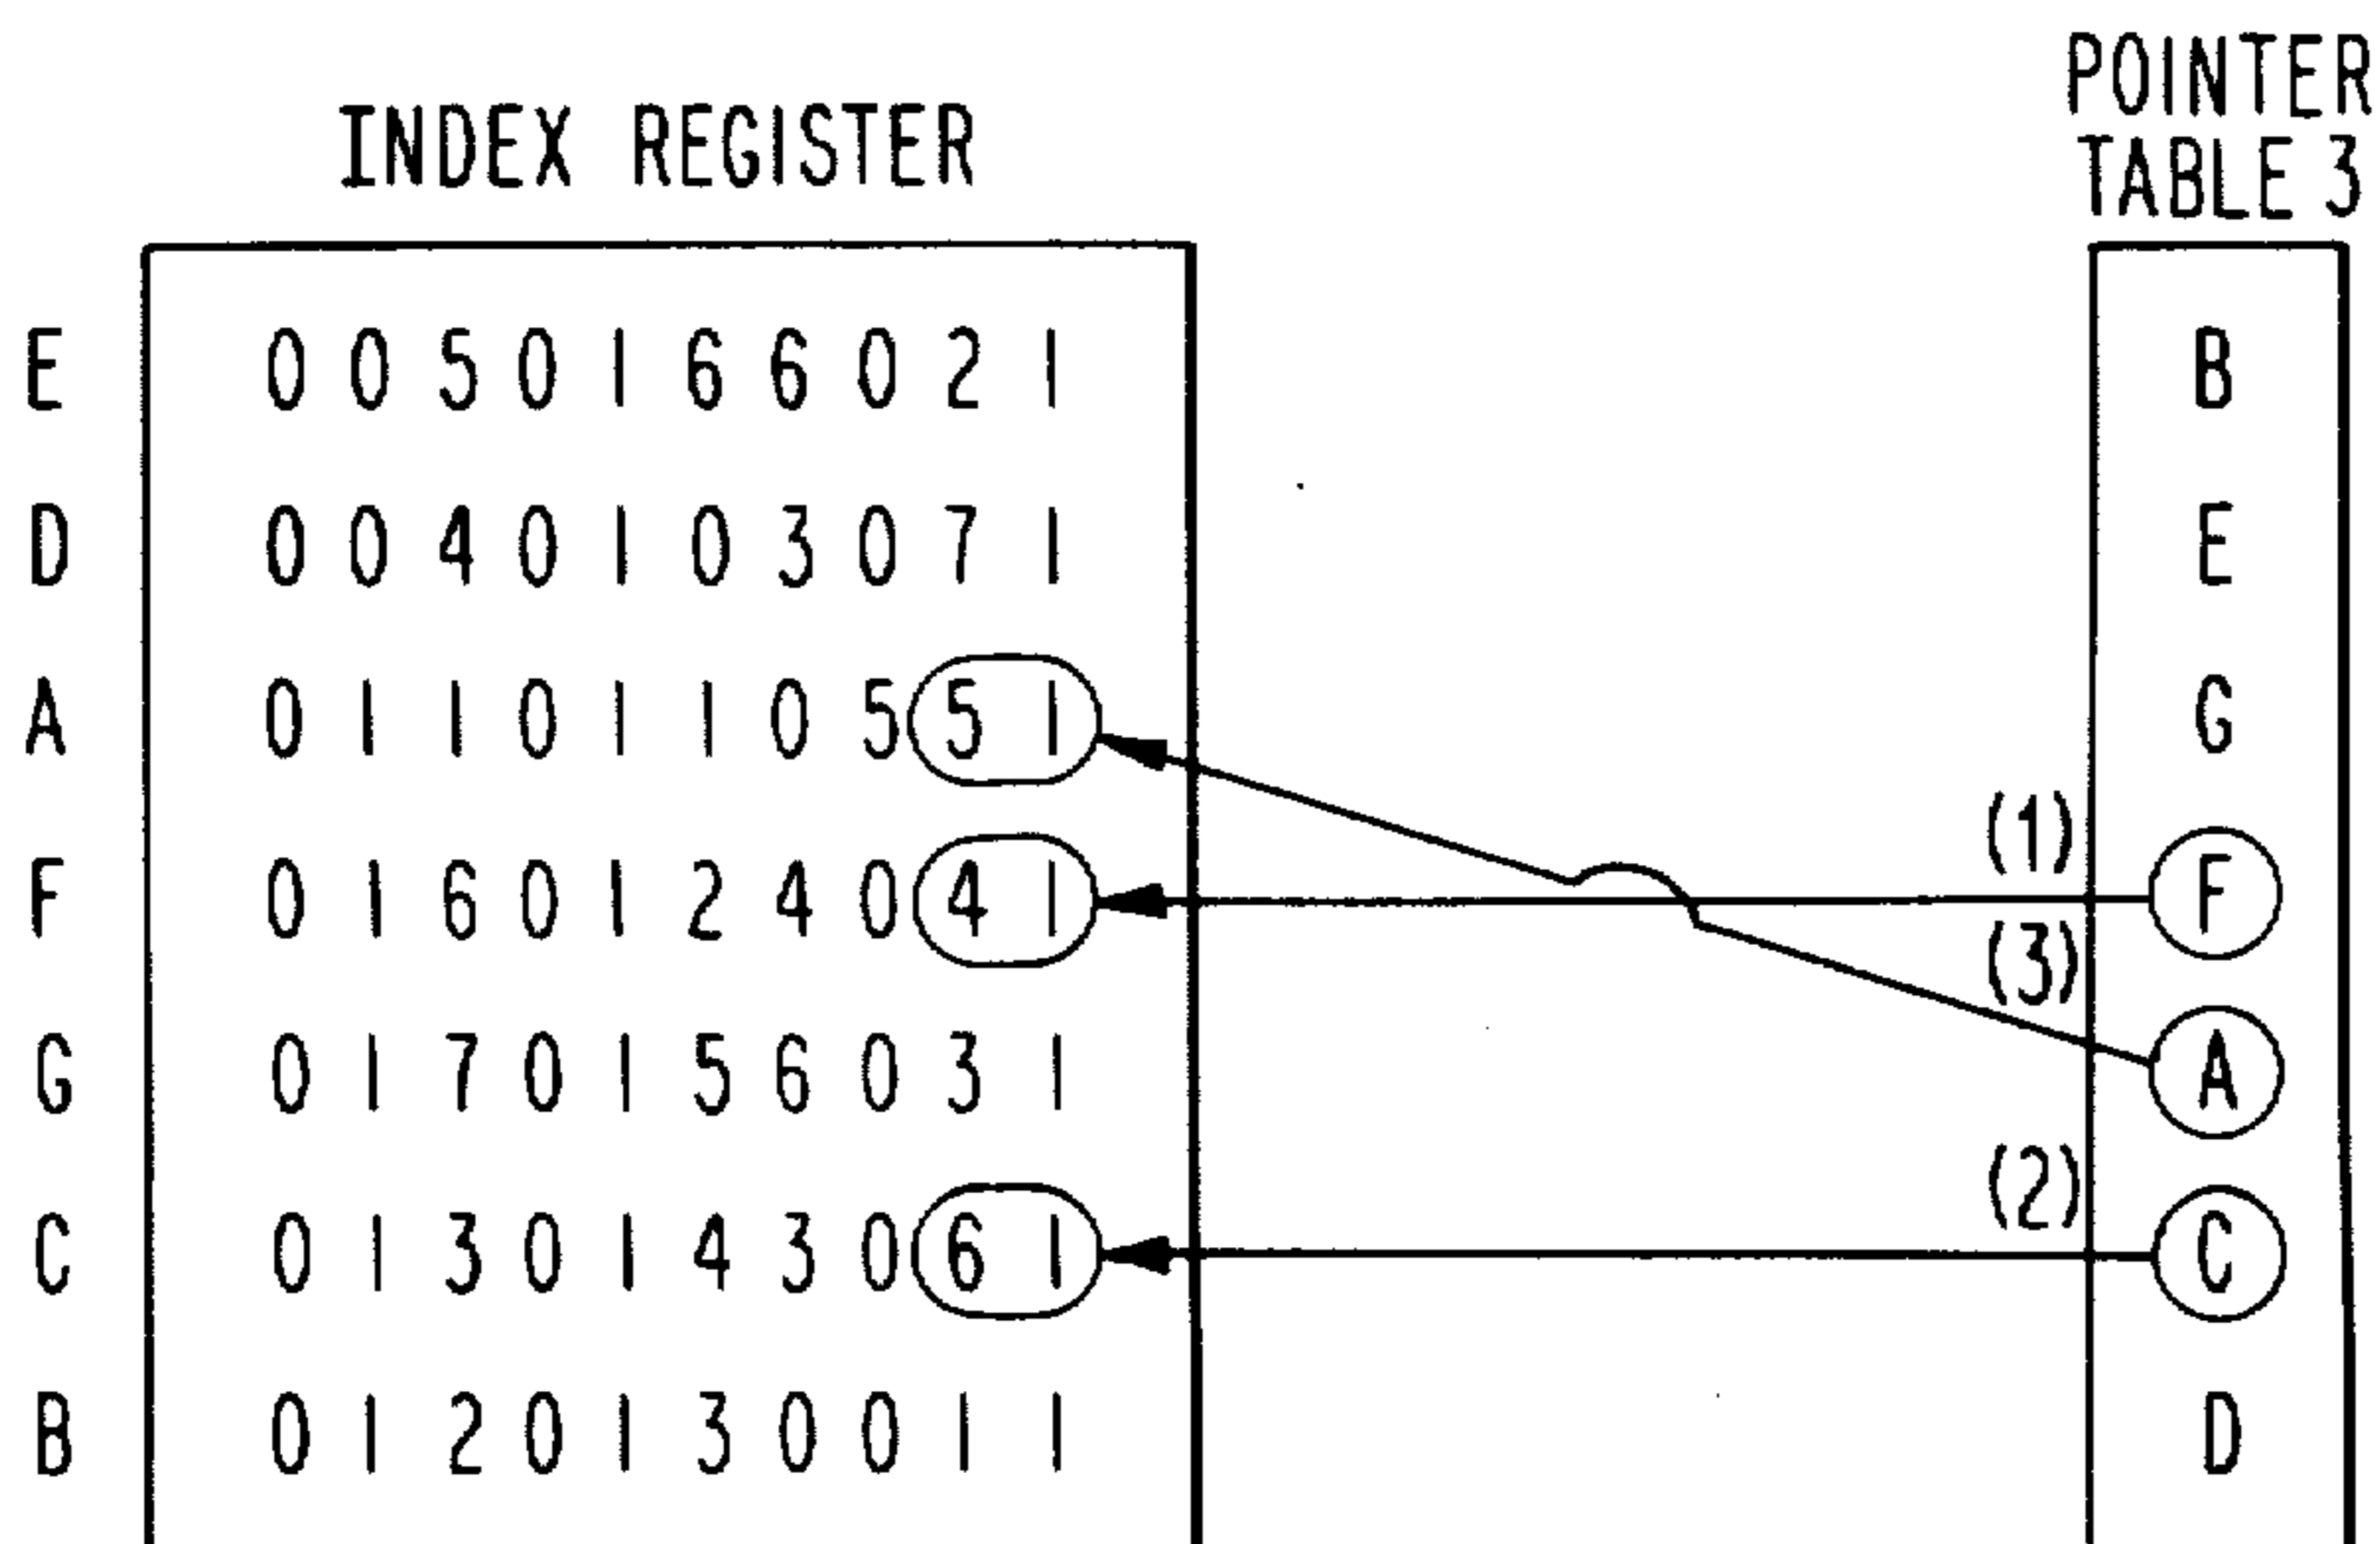 POINTER
INDEX REGISTER TABLE 3
E 0 0 5 0 1 6 6 0 2 1 B
D 0 0 4 0 1 0 3 0 7 1 E
A 0 1 1 0 1 1 0 5 5 1 G
(1)
F 0 1 6 0 1 2 4 0 4 1 F
(3)
G 0 1 7 0 1 5 6 0 3 1 A
(2)
C 0 1 3 0 1 4 3 0 6 1 C
B 0 1 2 0 1 3 0 0 1 1 D